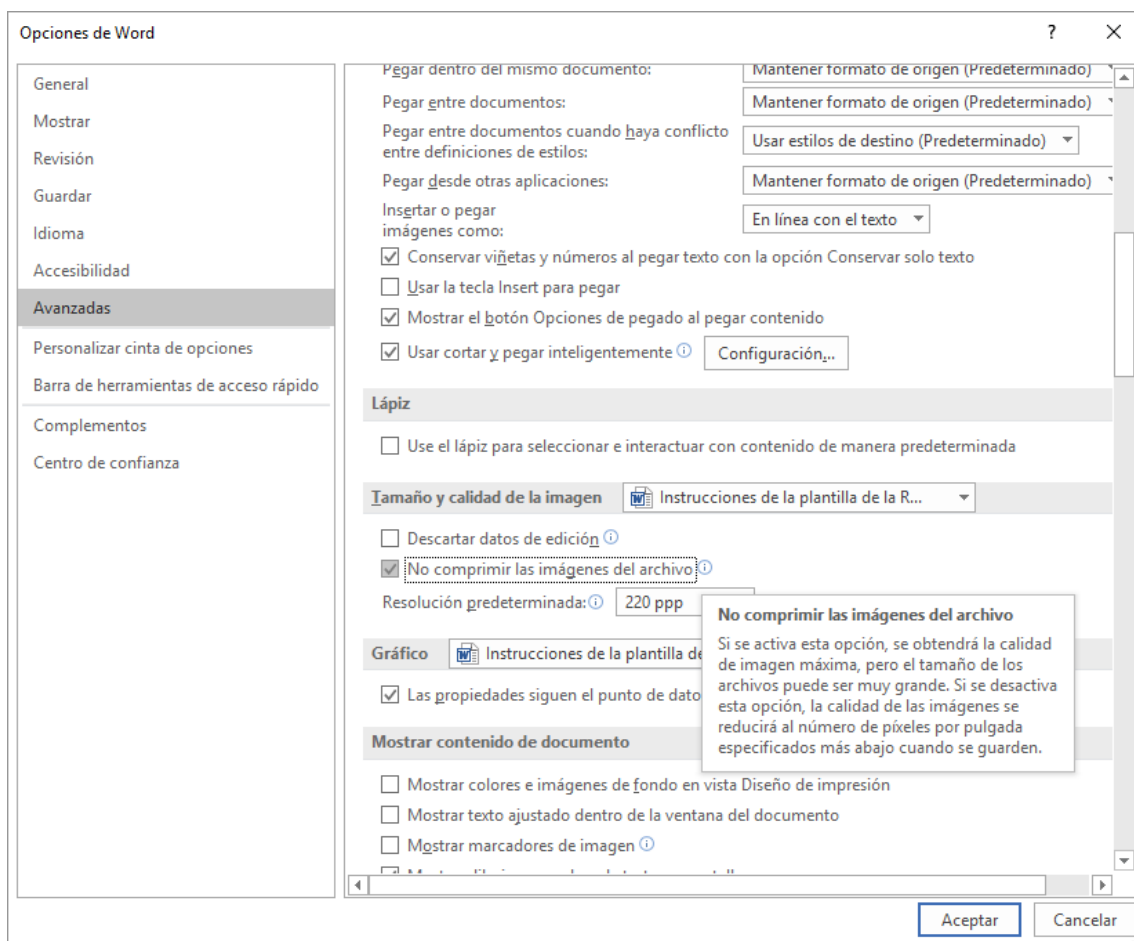 Opciones de Word
General
Mostrar
Revisión
Guardar
Idioma
Accesibilidad
Avanzadas
Personalizar cinta de opciones
Barra de herramientas de acceso rápido
Complementos
Centro de confianza
Pegar dentro del mismo documento: Mantener formato de origen (Predeterminado)
Pegar entre documentos: Mantener formato de origen (Predeterminado)
Pegar entre documentos cuando haya conflicto
entre definiciones de estilos: Usar estilos de destino (Predeterminado)
Pegar desde otras aplicaciones: Mantener formato de origen (Predeterminado)
Insertar o pegar
imágenes como: En línea con el texto
Conservar viñetas y números al pegar texto con la opción Conservar solo texto
Usar la tecla Insert para pegar
Mostrar el botón Opciones de pegado al pegar contenido
Usar cortar y pegar inteligentemente Configuración...
Lápiz
Use el lápiz para seleccionar e interactuar con contenido de manera predeterminada
Tamaño y calidad de la imagen Instrucciones de la plantilla de la R...
Descartar datos de edición
No comprimir las imágenes del archivo
Resolución predeterminada: 220 ppp
Gráfico Instrucciones de la plantilla de
Las propiedades siguen el punto de dato
No comprimir las imágenes del archivo
Si se activa esta opción, se obtendrá la calidad
de imagen máxima, pero el tamaño de los
archivos puede ser muy grande. Si se desactiva
esta opción, la calidad de las imágenes se
reducirá al número de píxeles por pulgada
especificados más abajo cuando se guarden.
Mostrar contenido de documento
Mostrar colores e imágenes de fondo en vista Diseño de impresión
Mostrar texto ajustado dentro de la ventana del documento
Mostrar marcadores de imagen
Aceptar
Cancelar